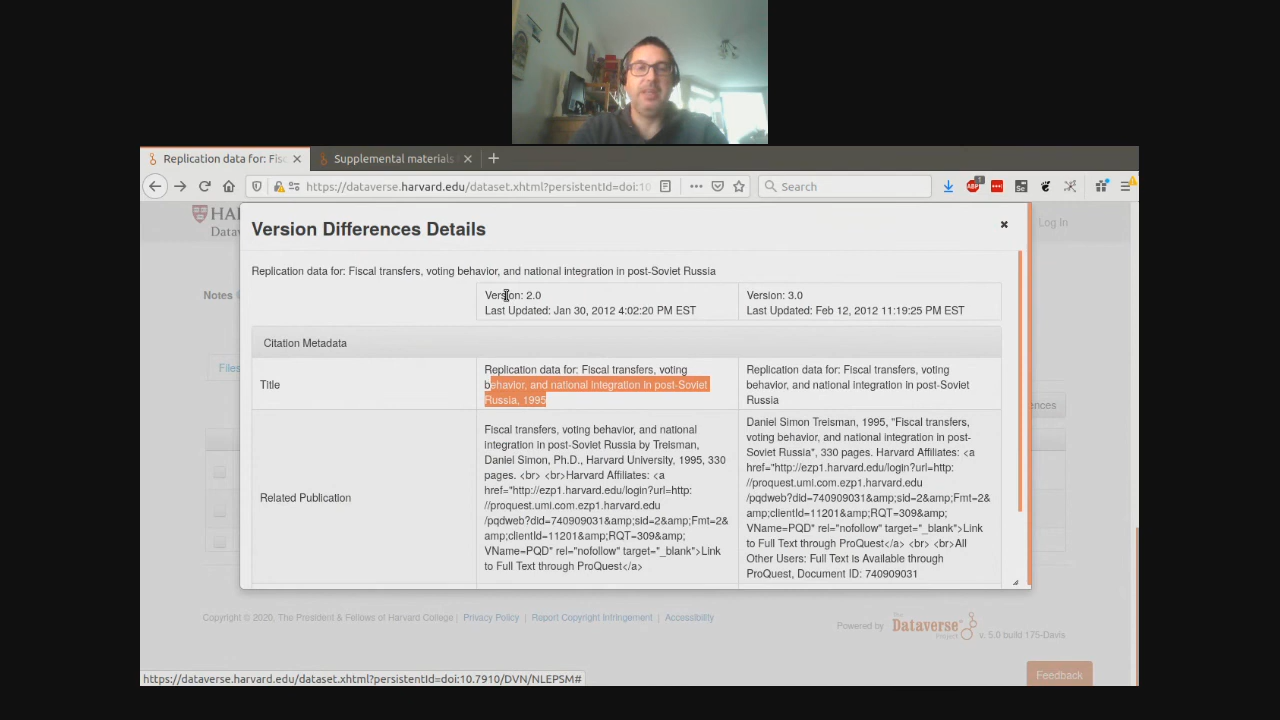 Replication data for: Fis
Supplemental materials
https://dataverse.harvard.edu/dataset.xhtml?persistentId=doi:10
Search
ABP
1
HA
Data
Log In
Version Differences Details
Replication data for: Fiscal transfers, voting behavior, and national integration in post-Soviet Russia
Version: 2.0
Last Updated: Jan 30, 2012 4:02:20 PM EST
Version: 3.0
Last Updated: Feb 12, 2012 11:19:25 PM EST
Notes
Files
ences
Citation Metadata
Title
Replication data for: Fiscal transfers, voting
behavior, and national integration in post-Soviet
Russia, 1995
Replication data for: Fiscal transfers, voting
behavior, and national integration in post-Soviet
Russia
Related Publication
Fiscal transfers, voting behavior, and national
integration in post-Soviet Russia by Treisman,
Daniel Simon, Ph.D., Harvard University, 1995, 330
pages. <br> <br>Harvard Affiliates: <a
href="http://ezp1.harvard.edu/login?url=http:
//proquest.umi.com.ezp1.harvard.edu
/pqdweb?did=740909031&amp;sid=2&amp;Fmt=2&
amp;clientId=11201&amp;RQT=309&amp;
VName=PQD" rel="nofollow" target="_blank">Link
to Full Text through ProQuest</a>
Daniel Simon Treisman, 1995, "Fiscal transfers,
voting behavior, and national integration in post-
Soviet Russia", 330 pages. Harvard Affiliates: <a
href="http://ezp1.harvard.edu/login?url=http:
//proquest.umi.com.ezp1.harvard.edu
/pqdweb?did=740909031&amp;sid=2&amp;Fmt=2&
amp;clientId=11201&amp;RQT=309&amp;
VName=PQD" rel="nofollow" target="_blank">Link
to Full Text through ProQuest</a> <br> <br>All
Other Users: Full Text is Available through
ProQuest, Document ID: 740909031
Copyright © 2020, The President & Fellows of Harvard College | Privacy Policy | Report Copyright Infringement | Accessibility
Powered by
The
Dataverse
Project
v. 5.0 build 175-Davis
Feedback
https://dataverse.harvard.edu/dataset.xhtml?persistentId=doi:10.7910/DVN/NLEPSM#